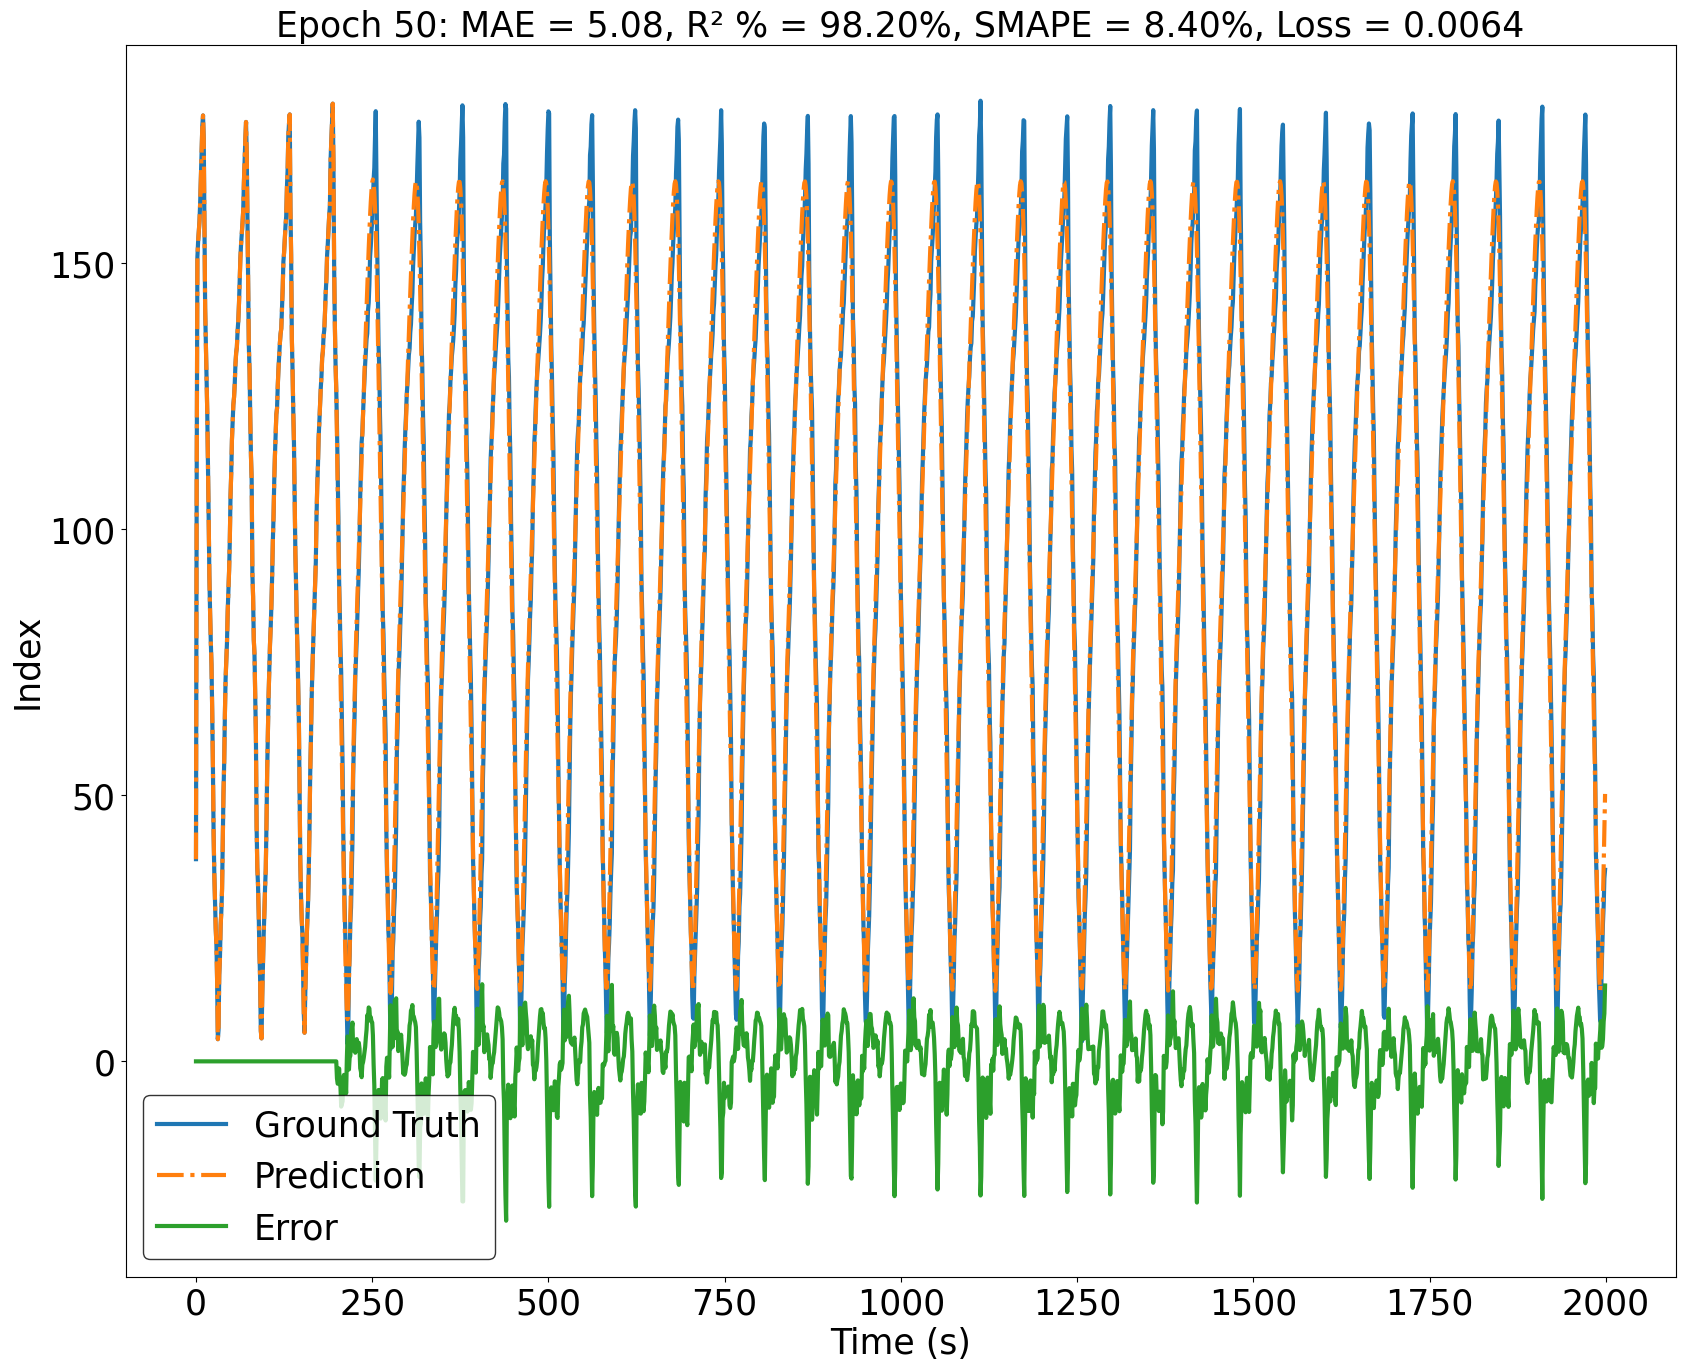 Epoch 50: MAE = 5.08, R² % = 98.20%, SMAPE = 8.40%, Loss = 0.0064
Index
150
100
50
0
Ground Truth
Prediction
Error
0 250 500 750 1000 1250 1500 1750 2000
Time (s)